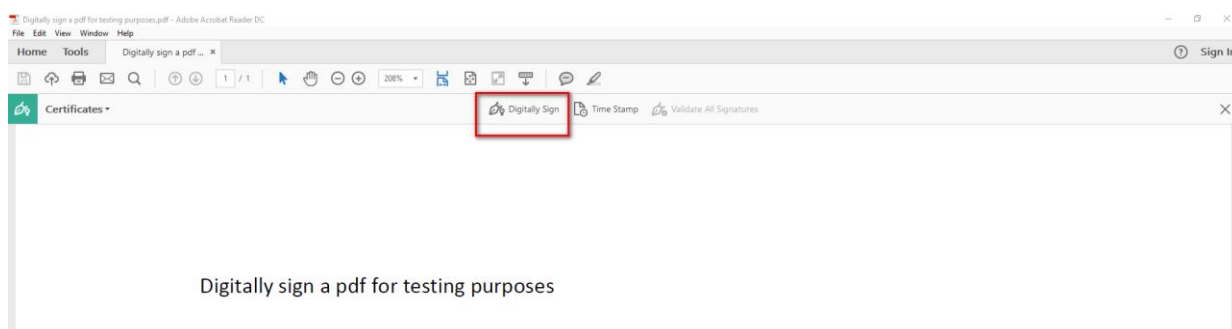 Digitally sign a pdf for testing purposes.pdf - Adobe Acrobat Reader DC
File Edit View Window Help
Home Tools Digitally sign a pdf ... × Sign In
1 / 1 208%
Certificates Digitally Sign Time Stamp Validate All Signatures
Digitally sign a pdf for testing purposes